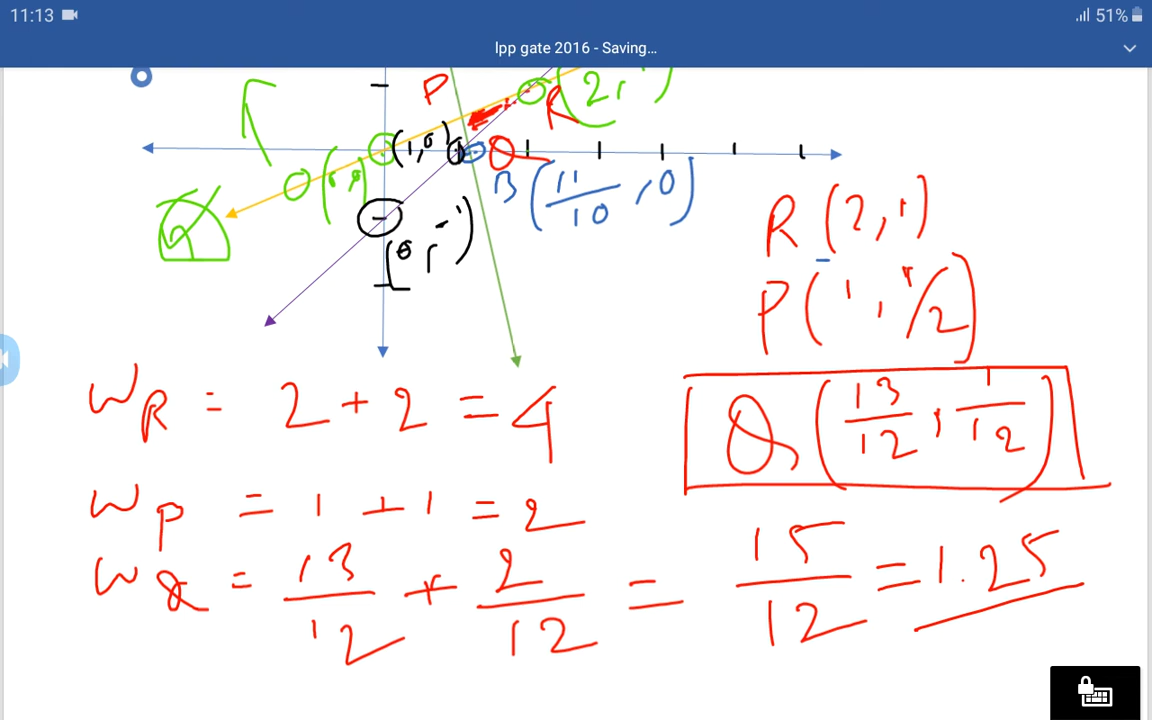 11:13
51%
lpp gate 2016 - Saving...
P
R
(2,1)
(1,0)
O(0,0)
B(11/10,0)
(0,-1)
R(2,1)
P(1,1/2)
Q(13/12,1/12)
WR = 2 + 2 = 4
WP = 1 + 1 = 2
WQ = 13/12 + 2/12 = 15/12 = 1.25